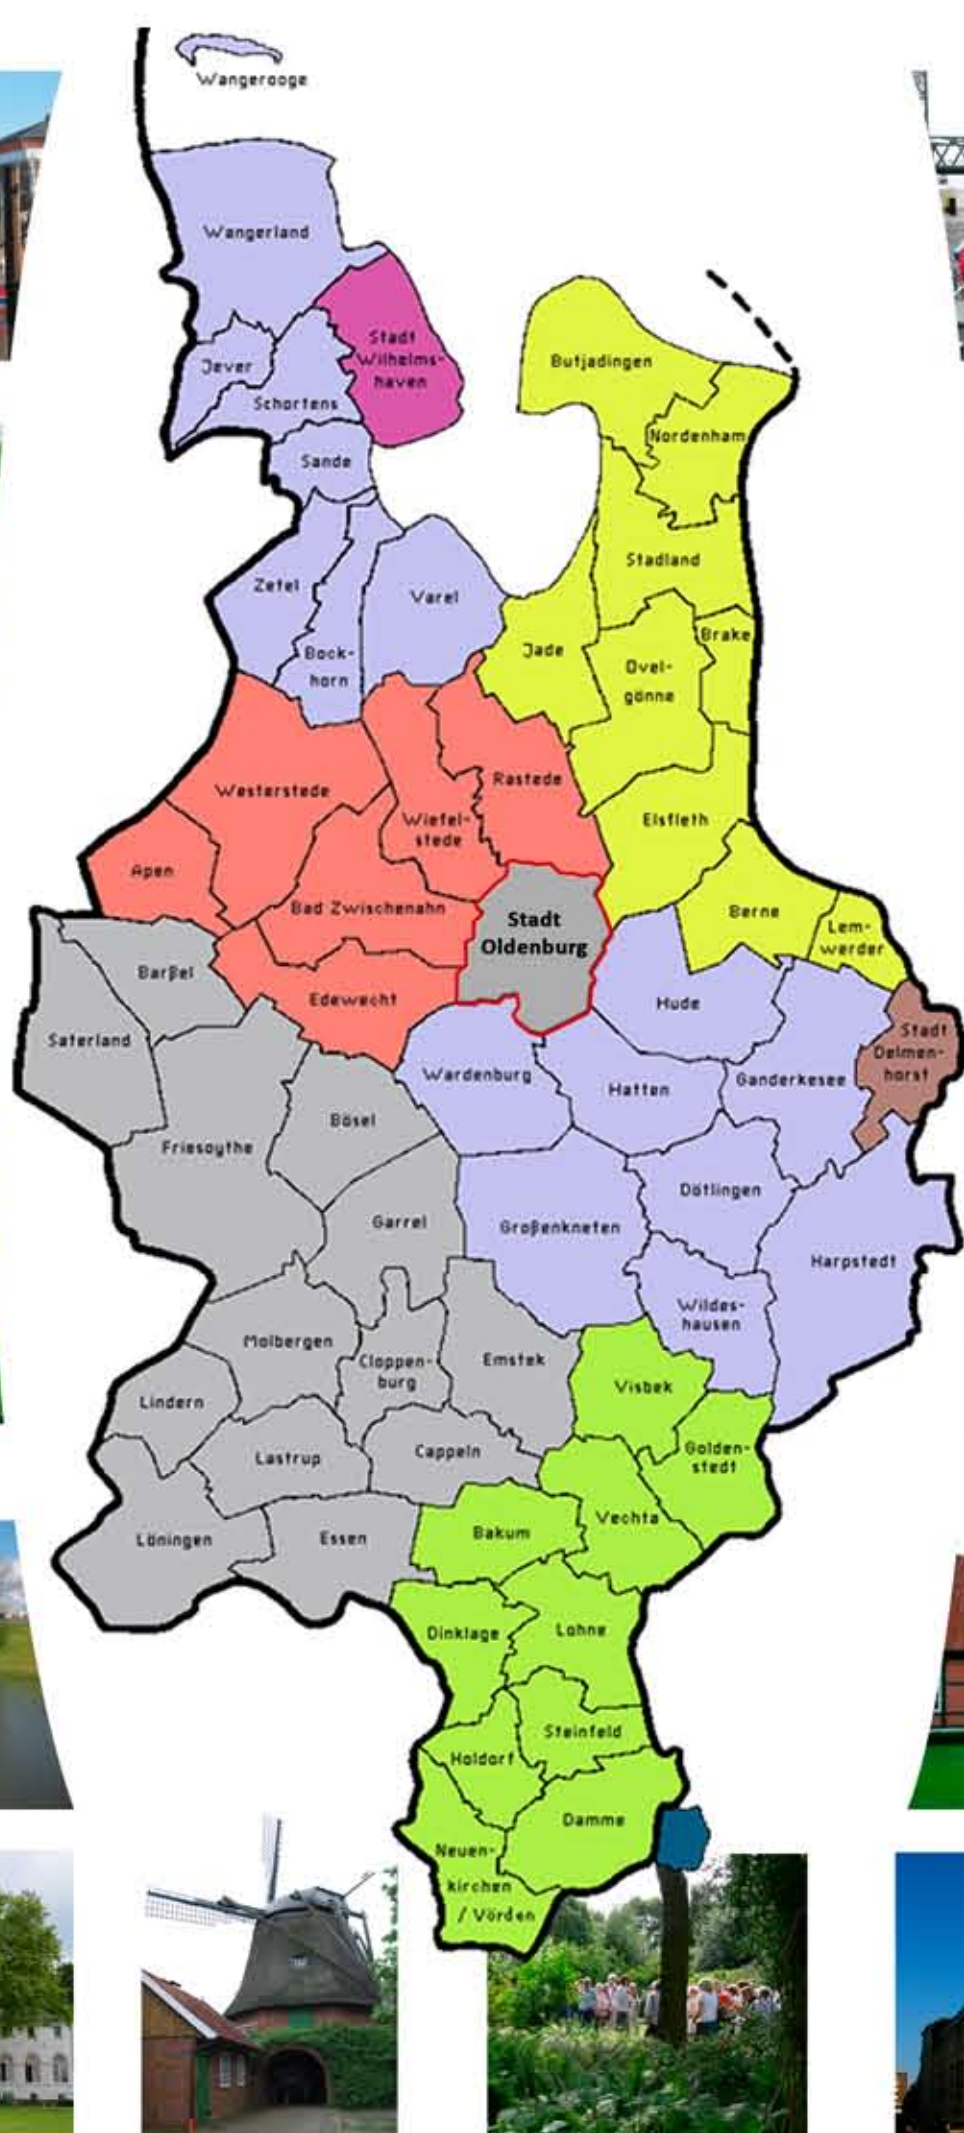 Wangerooge
Wangerland
Stadt
Wilhelms-
haven
Jever
Schortens
Sande
Butjadingen
Nordenham
Stadland
Zetel
Varel
Bock-
horn
Jade
Brake
Ovel-
gönne
Westerstede
Rastede
Wiefel-
stede
Elsfleth
Apen
Bad Zwischenahn
Stadt
Oldenburg
Berne
Lem-
werder
Barßel
Edewecht
Hude
Saterland
Wardenburg
Hatten
Ganderkesee
Stadt
Delmen-
horst
Friesoythe
Bösel
Garrel
Großenkneten
Dötlingen
Harpstedt
Wildes-
hausen
Molbergen
Cloppen-
burg
Emstek
Visbek
Lindern
Lastrup
Cappeln
Golden-
stedt
Löningen
Essen
Bakum
Vechta
Dinklage
Lohne
Steinfeld
Holdorf
Damme
Neuen-
kirchen
/ Vörden